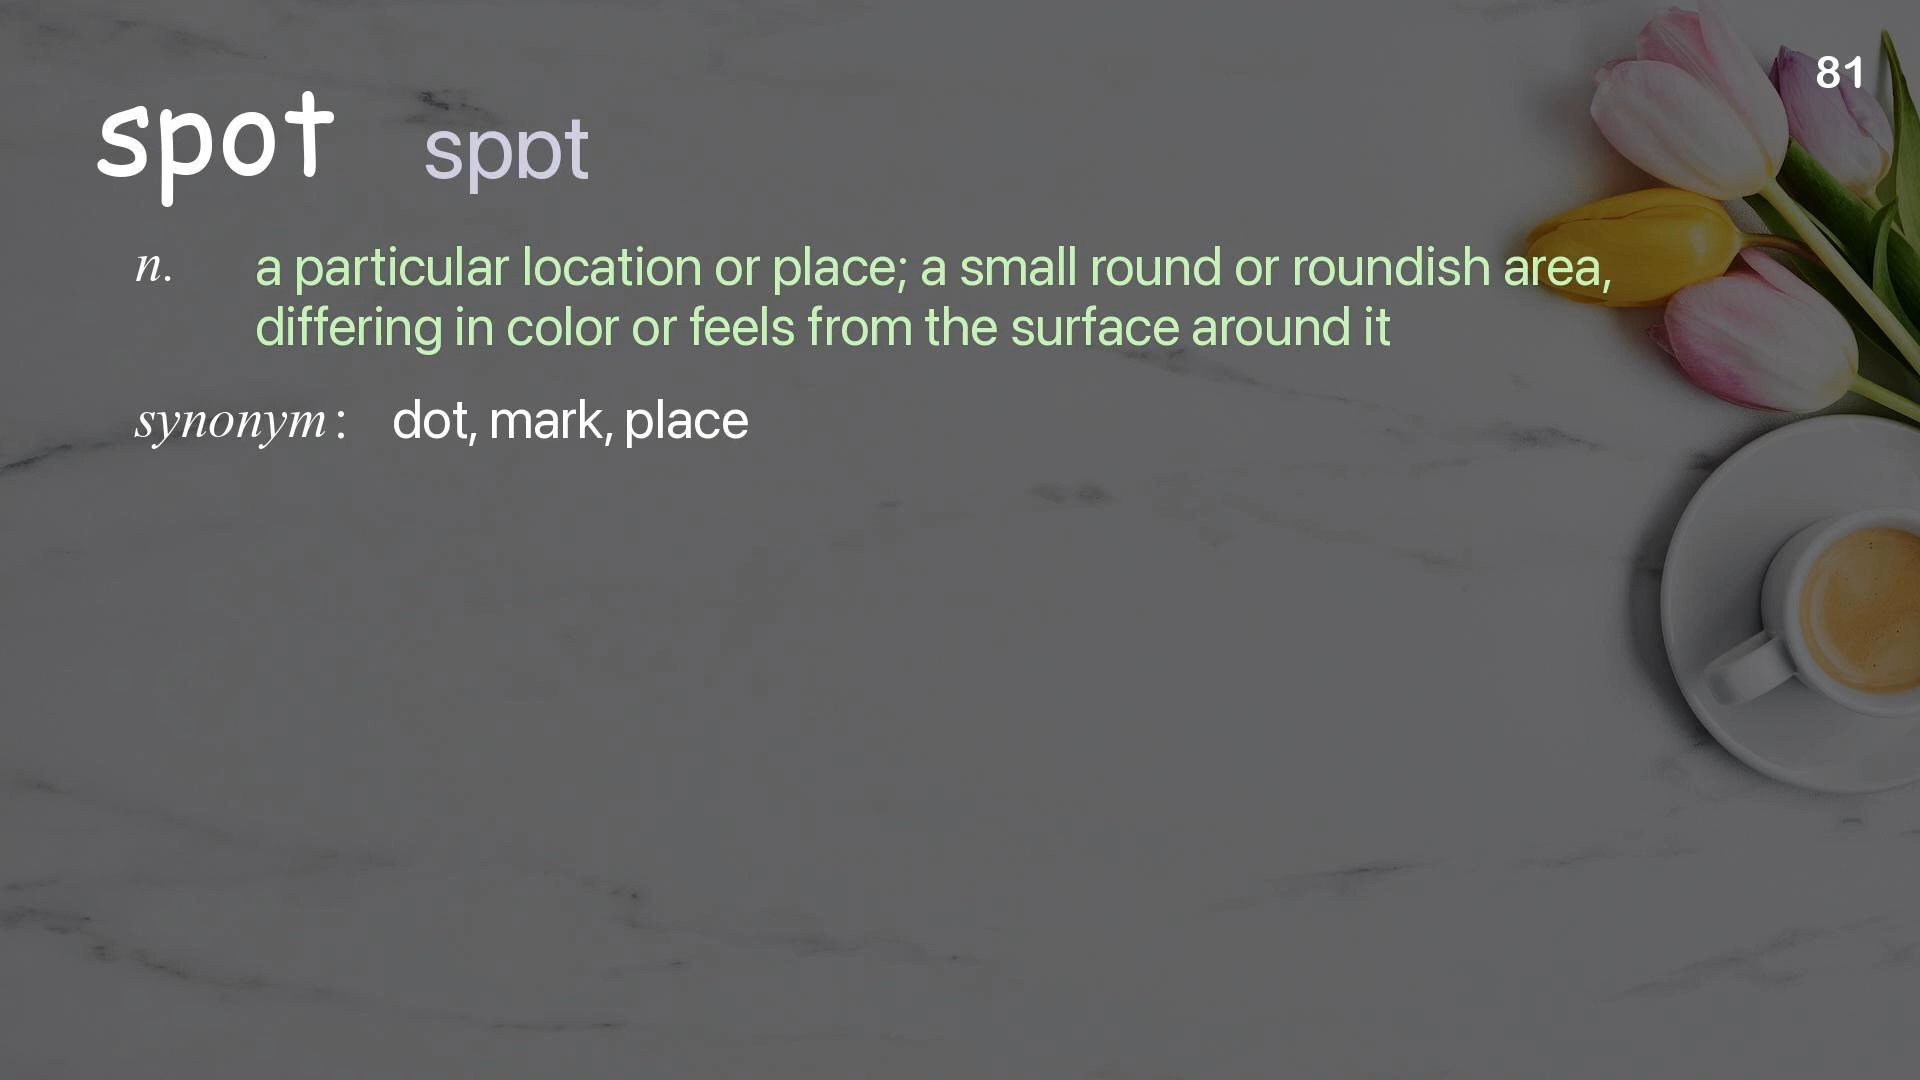 81
spot spɒt
n. a particular location or place; a small round or roundish area,
differing in color or feels from the surface around it
synonym: dot, mark, place